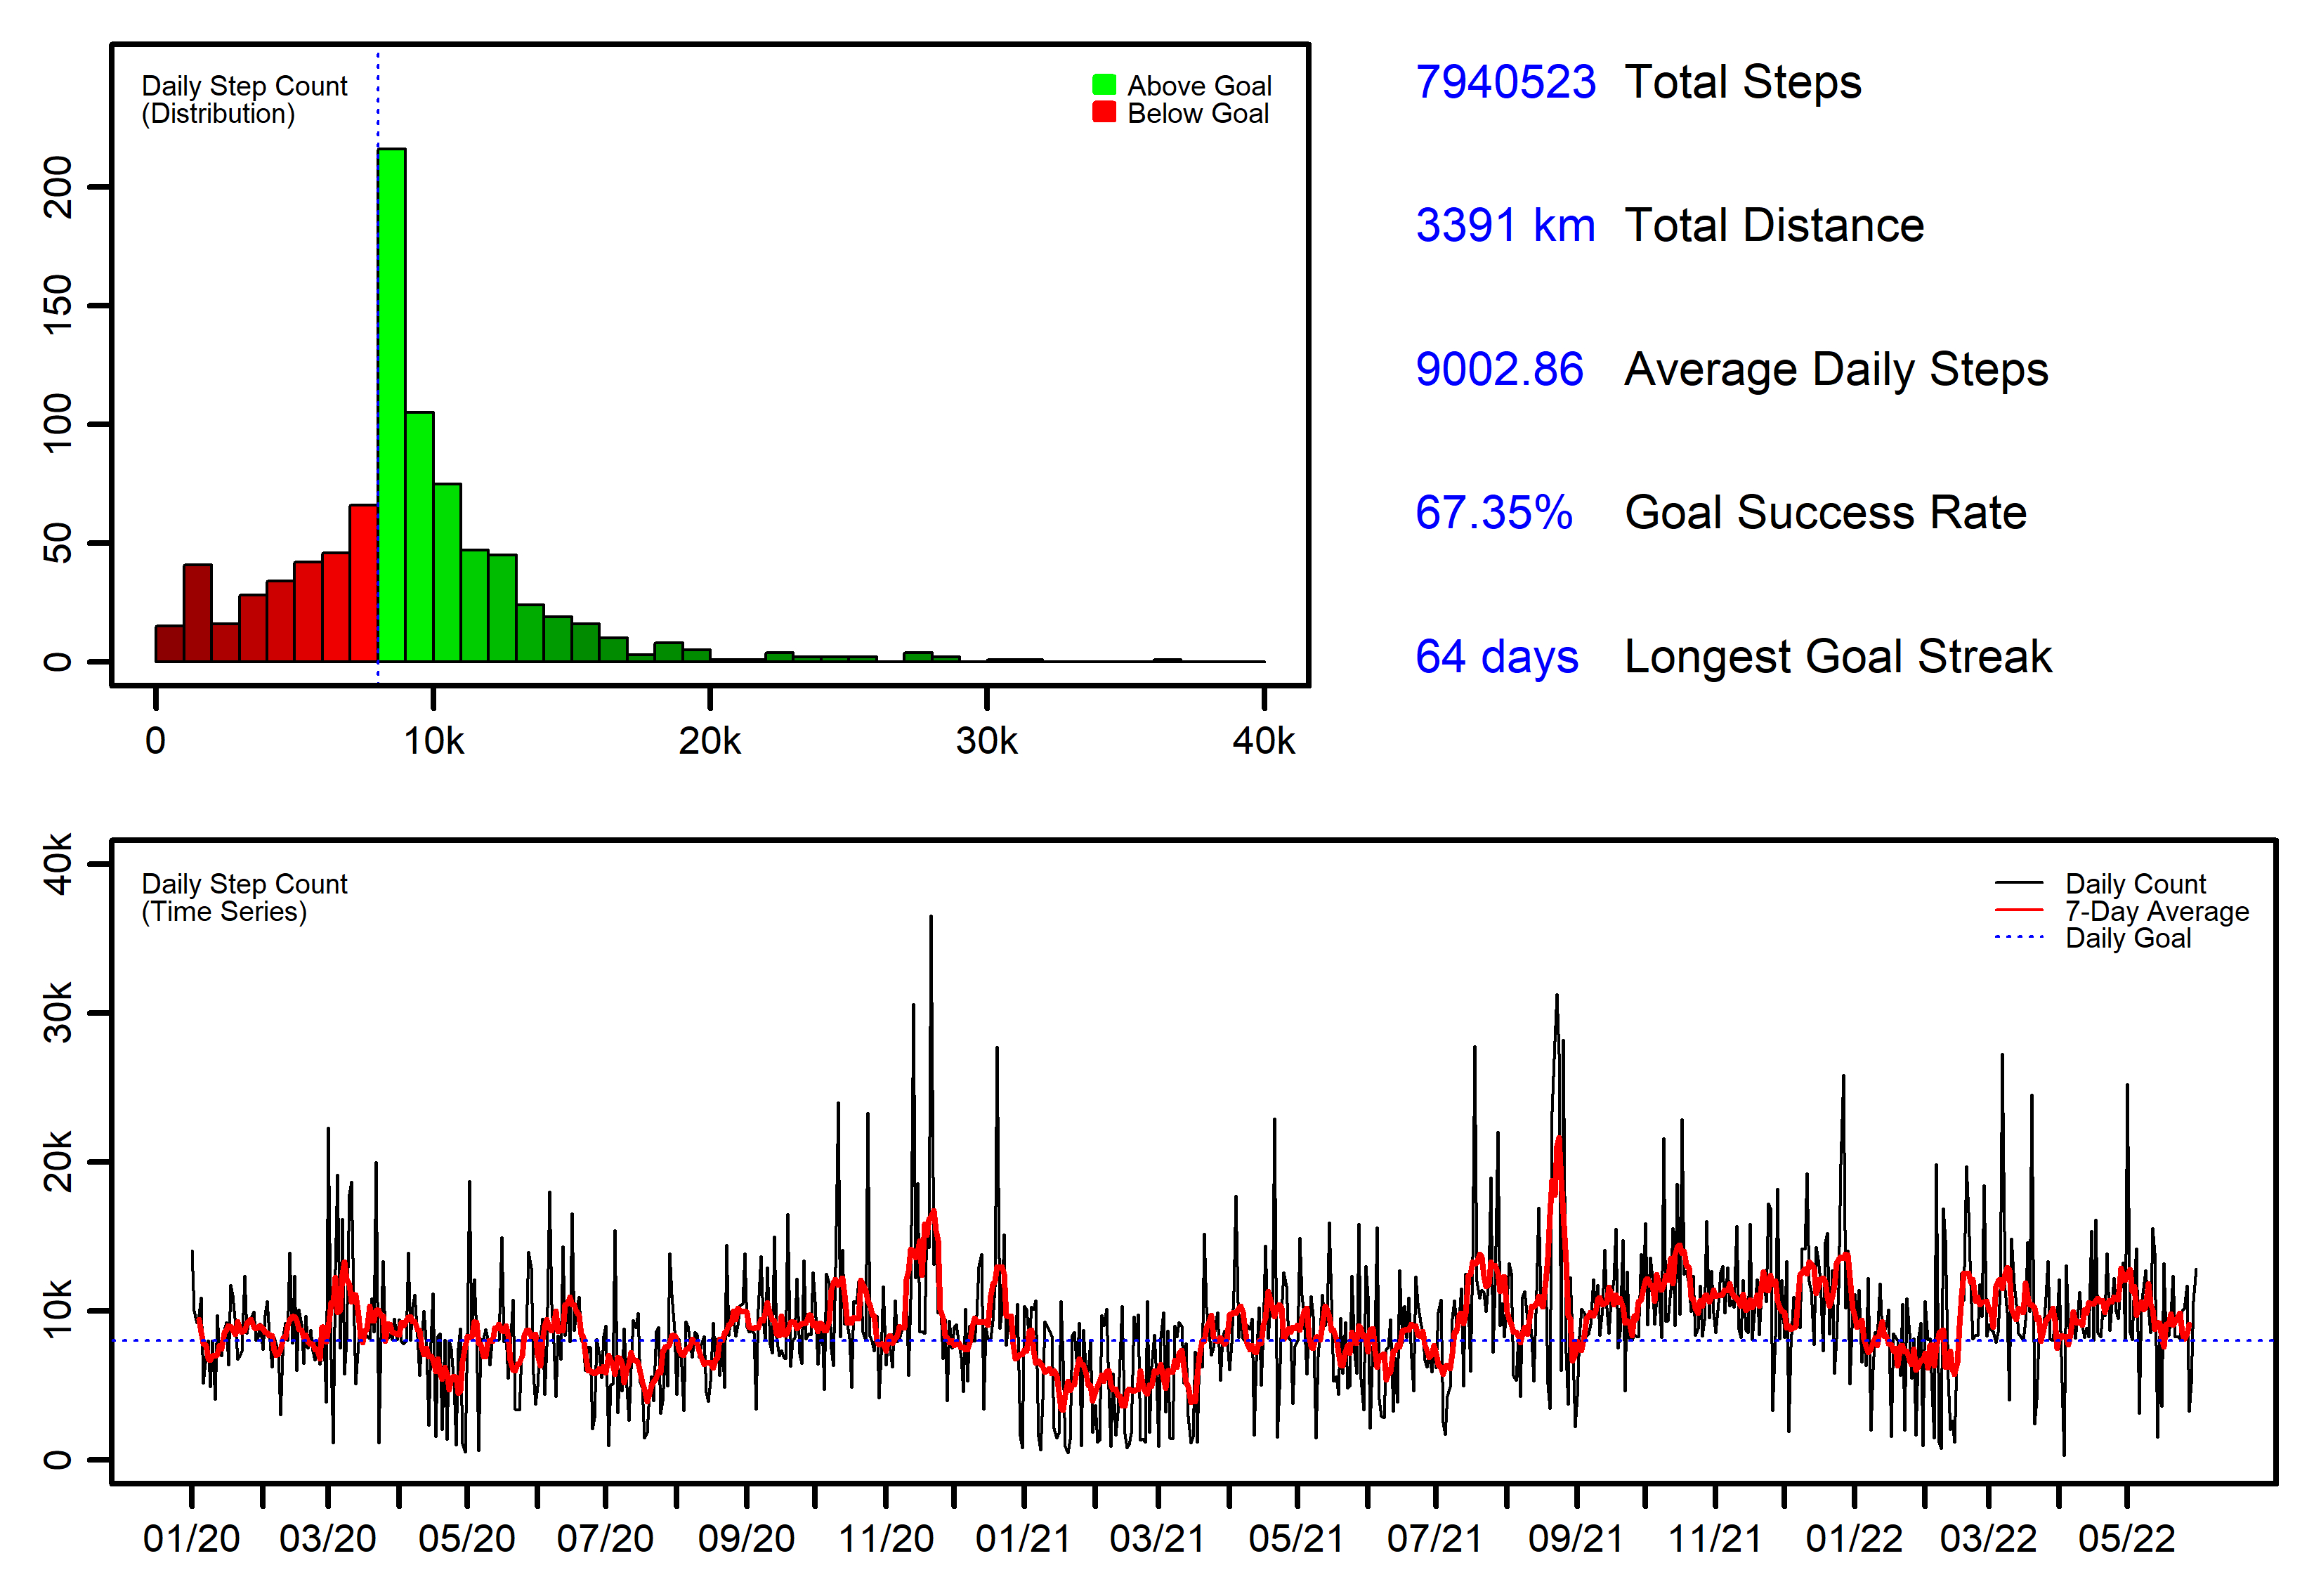 Daily Step Count
(Distribution)
Above Goal
Below Goal
200
150
100
50
0
0 10k 20k 30k 40k
7940523 Total Steps
3391 km Total Distance
9002.86 Average Daily Steps
67.35% Goal Success Rate
64 days Longest Goal Streak
Daily Step Count
(Time Series)
Daily Count
7-Day Average
Daily Goal
40k
30k
20k
10k
0
01/20 03/20 05/20 07/20 09/20 11/20 01/21 03/21 05/21 07/21 09/21 11/21 01/22 03/22 05/22